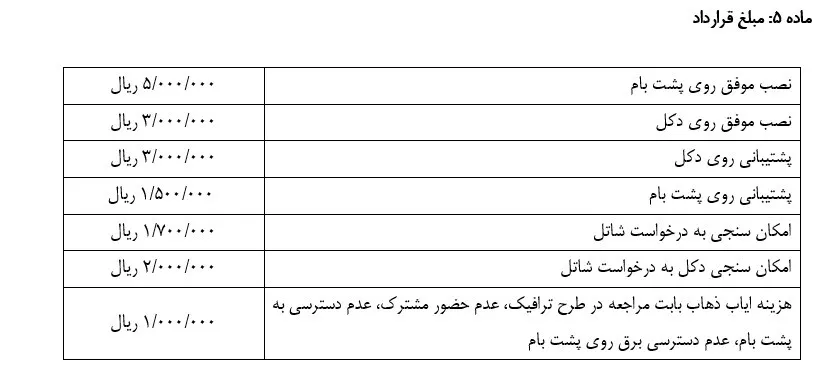 ماده ۵: مبلغ قرارداد
نصب موفق روی پشت بام ۵/۰۰۰/۰۰۰ ریال
نصب موفق روی دکل ۳/۰۰۰/۰۰۰ ریال
پشتیبانی روی دکل ۳/۰۰۰/۰۰۰ ریال
پشتیبانی روی پشت بام ۱/۵۰۰/۰۰۰ ریال
امکان سنجی به درخواست شاتل ۱/۷۰۰/۰۰۰ ریال
امکان سنجی دکل به درخواست شاتل ۲/۰۰۰/۰۰۰ ریال
هزینه ایاب ذهاب بابت مراجعه در طرح ترافیک، عدم حضور مشترک، عدم دسترسی به
پشت بام، عدم دسترسی برق روی پشت بام ۱/۰۰۰/۰۰۰ ریال